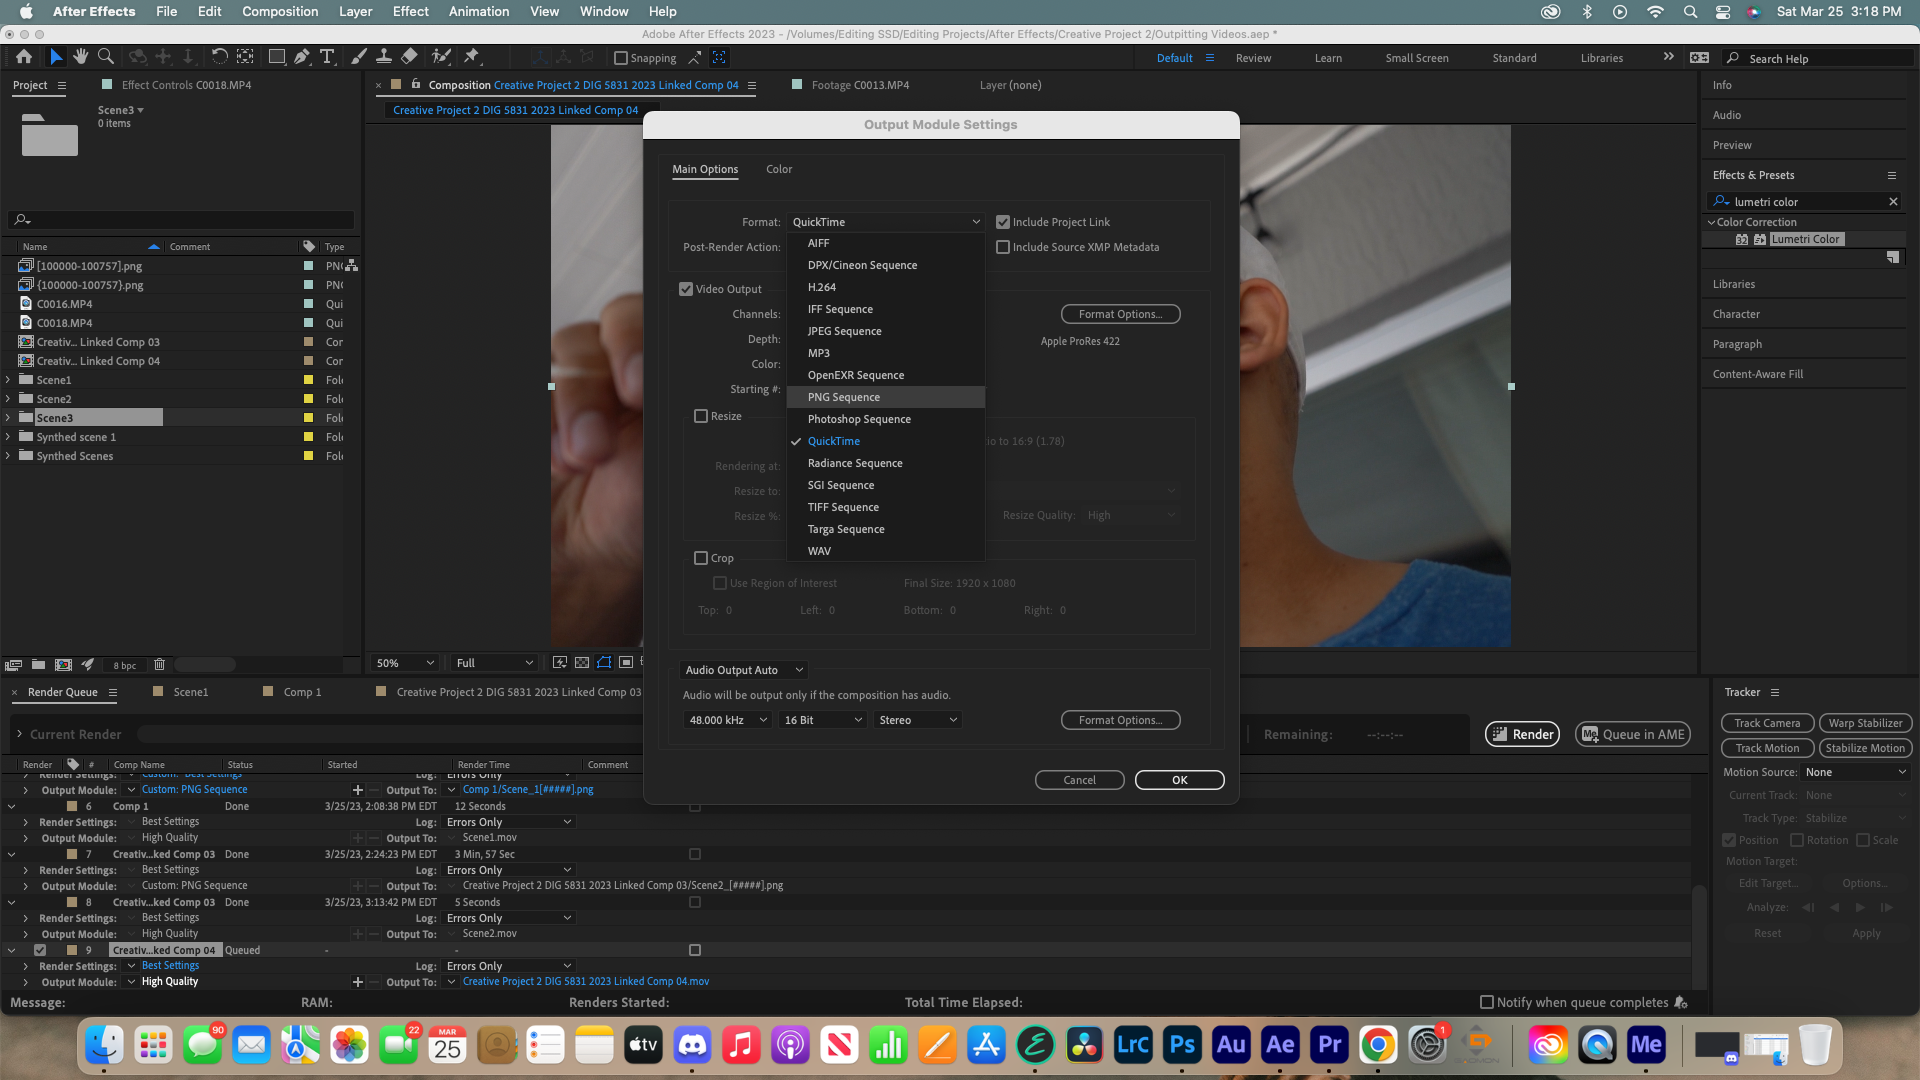 After Effects File Edit Composition Layer Effect Animation View Window Help Sat Mar 25 3:18 PM
Adobe After Effects 2023 - /Volumes/Editing SSD/Editing Projects/After Effects/Creative Project 2/Outpitting Videos.aep *
Snapping Default Review Learn Small Screen Standard Libraries Search Help
Project Effect Controls C0018.MP4 Composition Creative Project 2 DIG 5831 2023 Linked Comp 04 Footage C0013.MP4 Layer (none)
Scene3
0 items
Creative Project 2 DIG 5831 2023 Linked Comp 04
Name Comment Type
[100000-100757].png PN
{100000-100757}.png PNC
C0016.MP4 Qui
C0018.MP4 Qui
Creativ... Linked Comp 03 Cor
Creativ... Linked Comp 04 Cor
Scene1 Fol
Scene2 Fol
Scene3 Fol
Synthed scene 1 Fol
Synthed Scenes Fol
8 bpc
50% Full
Output Module Settings
Main Options Color
Format: QuickTime Include Project Link
Post-Render Action: Include Source XMP Metadata
AIFF
DPX/Cineon Sequence
H.264
IFF Sequence
JPEG Sequence
MP3
OpenEXR Sequence
PNG Sequence
Photoshop Sequence
QuickTime
Radiance Sequence
SGI Sequence
TIFF Sequence
Targa Sequence
WAV
Video Output
Channels: Format Options...
Depth: Apple ProRes 422
Color:
Starting #:
Resize
io to 16:9 (1.78)
Rendering at:
Resize to:
Resize %: Resize Quality: High
Crop
Use Region of Interest Final Size: 1920 x 1080
Top: 0 Left: 0 Bottom: 0 Right: 0
Audio Output Auto
Audio will be output only if the composition has audio.
48.000 kHz 16 Bit Stereo Format Options...
Cancel OK
Info
Audio
Preview
Effects & Presets
lumetri color
Color Correction
32 Lumetri Color
Libraries
Character
Paragraph
Content-Aware Fill
Render Queue Scene1 Comp 1 Creative Project 2 DIG 5831 2023 Linked Comp 03
Current Render Remaining: --:--:-- Render Queue in AME
Render # Comp Name Status Started Render Time Comment
Render Settings: Custom: "Best Settings" Log: Errors Only
Output Module: Custom: PNG Sequence Output To: Comp 1/Scene_1[#####].png
6 Comp 1 Done 3/25/23, 2:08:38 PM EDT 12 Seconds
Render Settings: Best Settings Log: Errors Only
Output Module: High Quality Output To: Scene1.mov
7 Creativ...ked Comp 03 Done 3/25/23, 2:24:23 PM EDT 3 Min, 57 Sec
Render Settings: Best Settings Log: Errors Only
Output Module: Custom: PNG Sequence Output To: Creative Project 2 DIG 5831 2023 Linked Comp 03/Scene2_[#####].png
8 Creativ...ked Comp 03 Done 3/25/23, 3:13:42 PM EDT 5 Seconds
Render Settings: Best Settings Log: Errors Only
Output Module: High Quality Output To: Scene2.mov
9 Creativ...ked Comp 04 Queued - -
Render Settings: Best Settings Log: Errors Only
Output Module: High Quality Output To: Creative Project 2 DIG 5831 2023 Linked Comp 04.mov
Message: RAM: Renders Started: Total Time Elapsed: Notify when queue completes
Tracker
Track Camera Warp Stabilizer
Track Motion Stabilize Motion
Motion Source: None
Current Track: None
Track Type: Stabilize
Position Rotation Scale
Motion Target:
Edit Target... Options...
Analyze:
Reset Apply
90 22 MAR 25 tv LrC Ps Au Ae Pr 1 Me